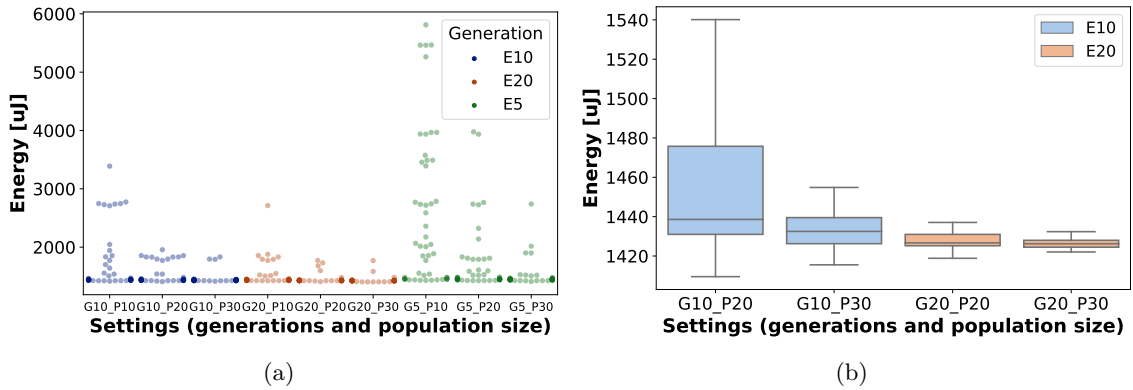 6000
5000
4000
3000
2000
Energy [uJ]
Generation
E10
E20
E5
G10_P10 G10_P20 G10_P30 G20_P10 G20_P20 G20_P30 G5_P10 G5_P20 G5_P30
Settings (generations and population size)
(a)
1540
1520
1500
1480
1460
1440
1420
Energy [uJ]
E10
E20
G10_P20 G10_P30 G20_P20 G20_P30
Settings (generations and population size)
(b)